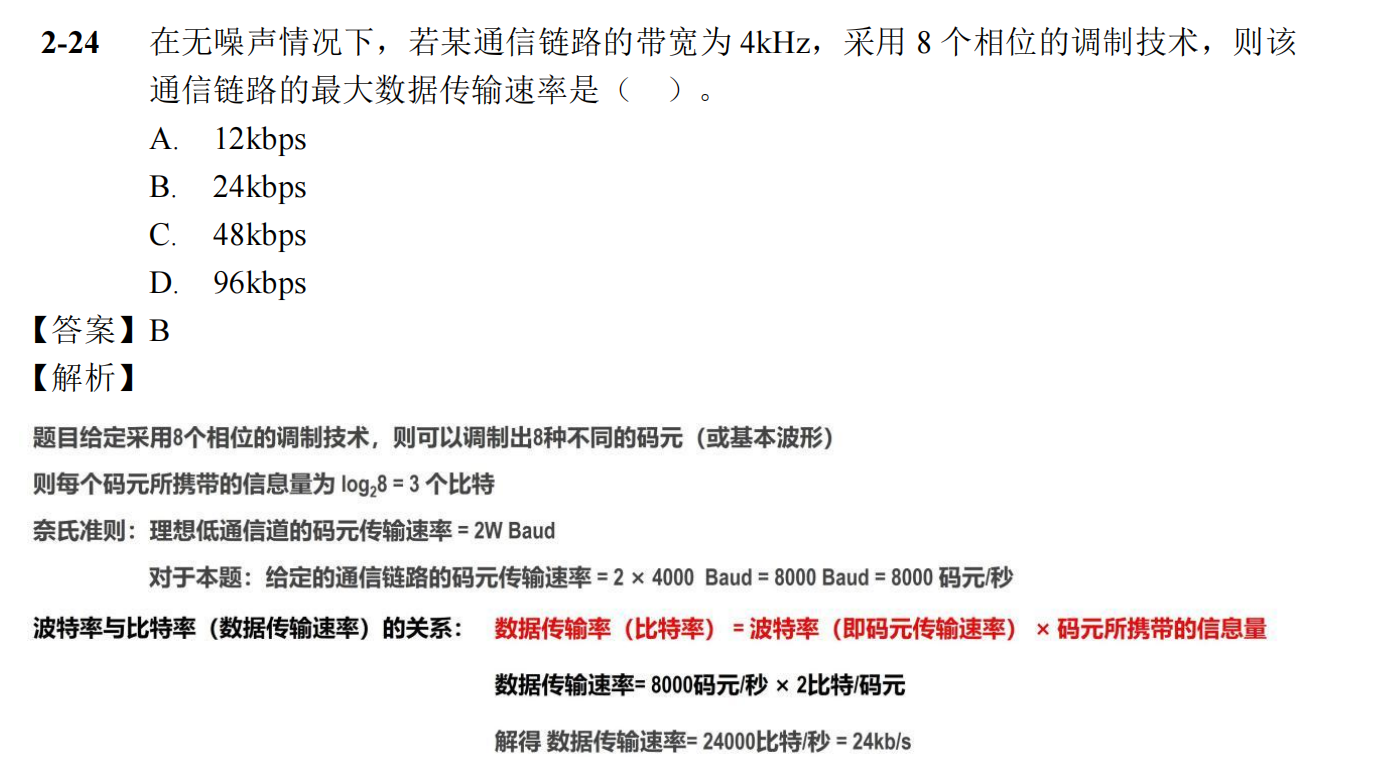 2-24 在无噪声情况下，若某通信链路的带宽为 4kHz，采用 8 个相位的调制技术，则该
通信链路的最大数据传输速率是（ ）。
A. 12kbps
B. 24kbps
C. 48kbps
D. 96kbps
【答案】B
【解析】
题目给定采用8个相位的调制技术，则可以调制出8种不同的码元（或基本波形）
则每个码元所携带的信息量为 log₂8 = 3 个比特
奈氏准则：理想低通信道的码元传输速率 = 2W Baud
对于本题：给定的通信链路的码元传输速率 = 2 × 4000 Baud = 8000 Baud = 8000 码元/秒
波特率与比特率（数据传输速率）的关系： 数据传输率（比特率） = 波特率（即码元传输速率） × 码元所携带的信息量
数据传输速率= 8000码元/秒 × 2比特/码元
解得 数据传输速率= 24000比特/秒 = 24kb/s